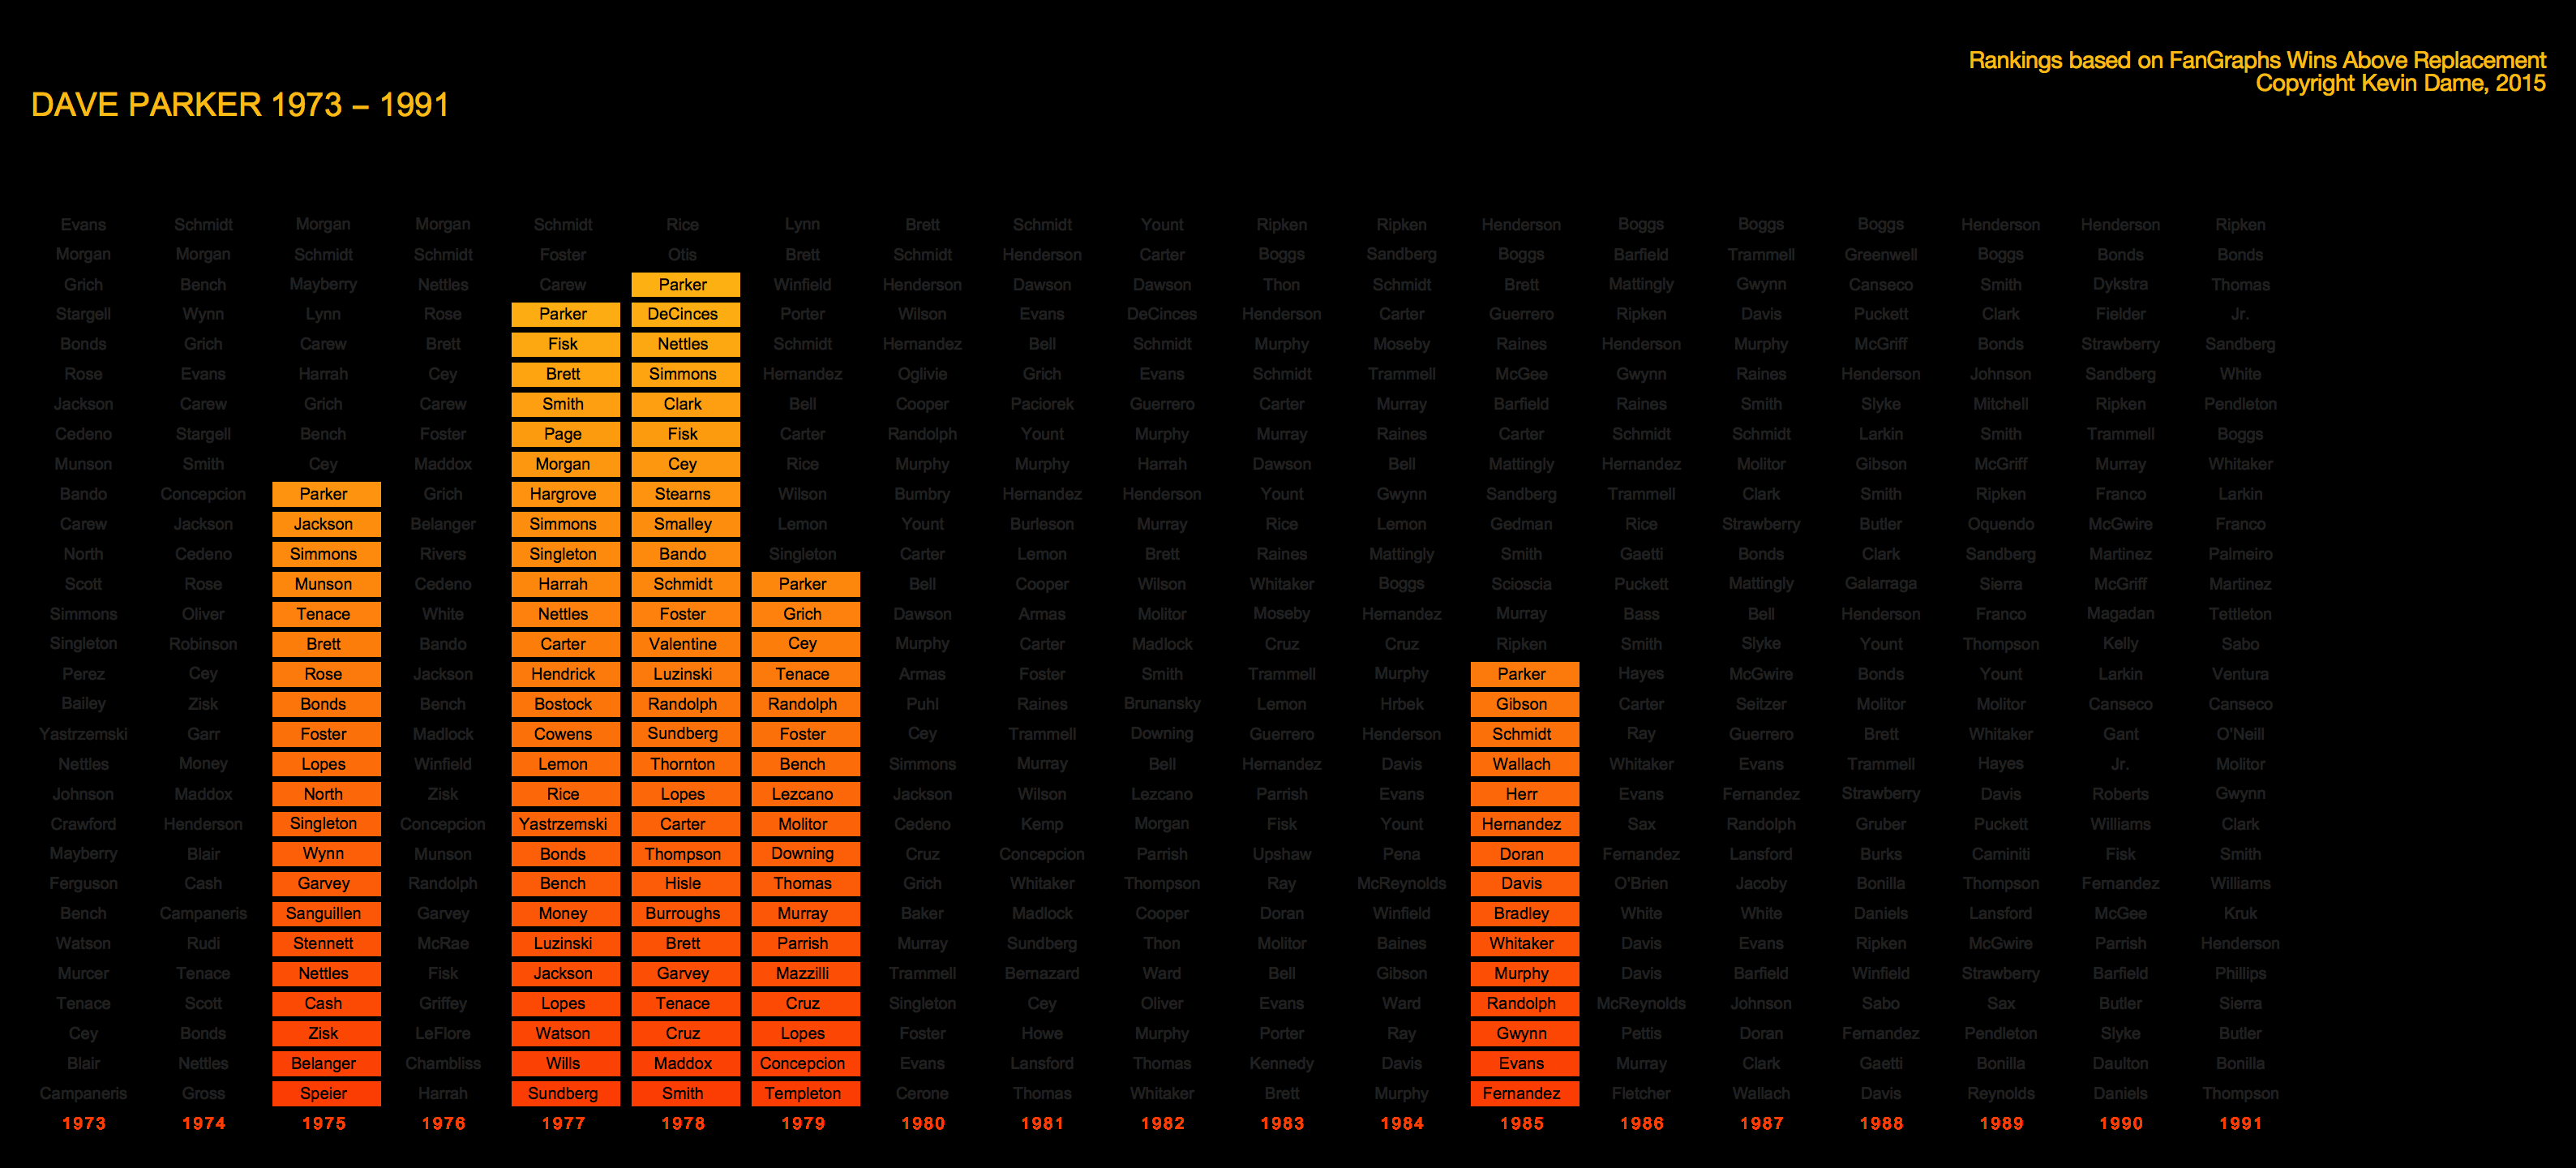 Rankings based on FanGraphs Wins Above Replacement
Copyright Kevin Dame, 2015
DAVE PARKER 1973 – 1991
Evans Schmidt Morgan Morgan Schmidt Rice Lynn Brett Schmidt Yount Ripken Ripken Henderson Boggs Boggs Boggs Henderson Henderson Ripken
Morgan Morgan Schmidt Schmidt Foster Otis Brett Schmidt Henderson Carter Boggs Sandberg Boggs Barfield Trammell Greenwell Boggs Bonds Bonds
Grich Bench Mayberry Nettles Carew Parker Winfield Henderson Dawson Dawson Thon Schmidt Brett Mattingly Gwynn Canseco Smith Dykstra Thomas
Stargell Wynn Lynn Rose Parker DeCinces Porter Wilson Evans DeCinces Henderson Carter Guerrero Ripken Davis Puckett Clark Fielder Jr.
Bonds Grich Carew Brett Fisk Nettles Schmidt Hernandez Bell Schmidt Murphy Moseby Raines Henderson Murphy McGriff Bonds Strawberry Sandberg
Rose Evans Harrah Cey Brett Simmons Hernandez Oglivie Grich Evans Schmidt Trammell McGee Gwynn Raines Henderson Johnson Sandberg White
Jackson Carew Grich Carew Smith Clark Bell Cooper Paciorek Guerrero Carter Murray Barfield Raines Smith Slyke Mitchell Ripken Pendleton
Cedeno Stargell Bench Foster Page Fisk Carter Randolph Yount Murphy Murray Raines Carter Schmidt Schmidt Larkin Smith Trammell Boggs
Munson Smith Cey Maddox Morgan Cey Rice Murphy Murphy Harrah Dawson Bell Mattingly Hernandez Molitor Gibson McGriff Murray Whitaker
Bando Concepcion Parker Grich Hargrove Stearns Wilson Bumbry Hernandez Henderson Yount Gwynn Sandberg Trammell Clark Smith Ripken Franco Larkin
Carew Jackson Jackson Belanger Simmons Smalley Lemon Yount Burleson Murray Rice Lemon Gedman Rice Strawberry Butler Oquendo McGwire Franco
North Cedeno Simmons Rivers Singleton Bando Singleton Carter Lemon Brett Raines Mattingly Smith Gaetti Bonds Clark Sandberg Martinez Palmeiro
Scott Rose Munson Cedeno Harrah Schmidt Parker Bell Cooper Wilson Whitaker Boggs Scioscia Puckett Mattingly Galarraga Sierra McGriff Martinez
Simmons Oliver Tenace White Nettles Foster Grich Dawson Armas Molitor Moseby Hernandez Murray Bass Bell Henderson Franco Magadan Tettleton
Singleton Robinson Brett Bando Carter Valentine Cey Murphy Carter Madlock Cruz Cruz Ripken Smith Slyke Yount Thompson Kelly Sabo
Perez Cey Rose Jackson Hendrick Luzinski Tenace Armas Foster Smith Trammell Murphy Parker Hayes McGwire Bonds Yount Larkin Ventura
Bailey Zisk Bonds Bench Bostock Randolph Randolph Puhl Raines Brunansky Lemon Hrbek Gibson Carter Seitzer Molitor Molitor Canseco Canseco
Yastrzemski Garr Foster Madlock Cowens Sundberg Foster Cey Trammell Downing Guerrero Henderson Schmidt Ray Guerrero Brett Whitaker Gant O'Neill
Nettles Money Lopes Winfield Lemon Thornton Bench Simmons Murray Bell Hernandez Davis Wallach Whitaker Evans Trammell Hayes Jr. Molitor
Johnson Maddox North Zisk Rice Lopes Lezcano Jackson Wilson Lezcano Parrish Evans Herr Evans Fernandez Strawberry Davis Roberts Gwynn
Crawford Henderson Singleton Concepcion Yastrzemski Carter Molitor Cedeno Kemp Morgan Fisk Yount Hernandez Sax Randolph Gruber Puckett Williams Clark
Mayberry Blair Wynn Munson Bonds Thompson Downing Cruz Concepcion Parrish Upshaw Pena Doran Fernandez Lansford Burks Caminiti Fisk Smith
Ferguson Cash Garvey Randolph Bench Hisle Thomas Grich Whitaker Thompson Ray McReynolds Davis O'Brien Jacoby Bonilla Thompson Fernandez Williams
Bench Campaneris Sanguillen Garvey Money Burroughs Murray Baker Madlock Cooper Doran Winfield Bradley White White Daniels Lansford McGee Kruk
Watson Rudi Stennett McRae Luzinski Brett Parrish Murray Sundberg Thon Molitor Baines Whitaker Davis Evans Ripken McGwire Parrish Henderson
Murcer Tenace Nettles Fisk Jackson Garvey Mazzilli Trammell Bernazard Ward Bell Gibson Murphy Davis Barfield Winfield Strawberry Barfield Phillips
Tenace Scott Cash Griffey Lopes Tenace Cruz Singleton Cey Oliver Evans Ward Randolph McReynolds Johnson Sabo Sax Butler Sierra
Cey Bonds Zisk LeFlore Watson Cruz Lopes Foster Howe Murphy Porter Ray Gwynn Pettis Doran Fernandez Pendleton Slyke Butler
Blair Nettles Belanger Chambliss Wills Maddox Concepcion Evans Lansford Thomas Kennedy Davis Evans Murray Clark Gaetti Bonilla Daulton Bonilla
Campaneris Gross Speier Harrah Sundberg Smith Templeton Cerone Thomas Whitaker Brett Murphy Fernandez Fletcher Wallach Davis Reynolds Daniels Thompson
1973 1974 1975 1976 1977 1978 1979 1980 1981 1982 1983 1984 1985 1986 1987 1988 1989 1990 1991